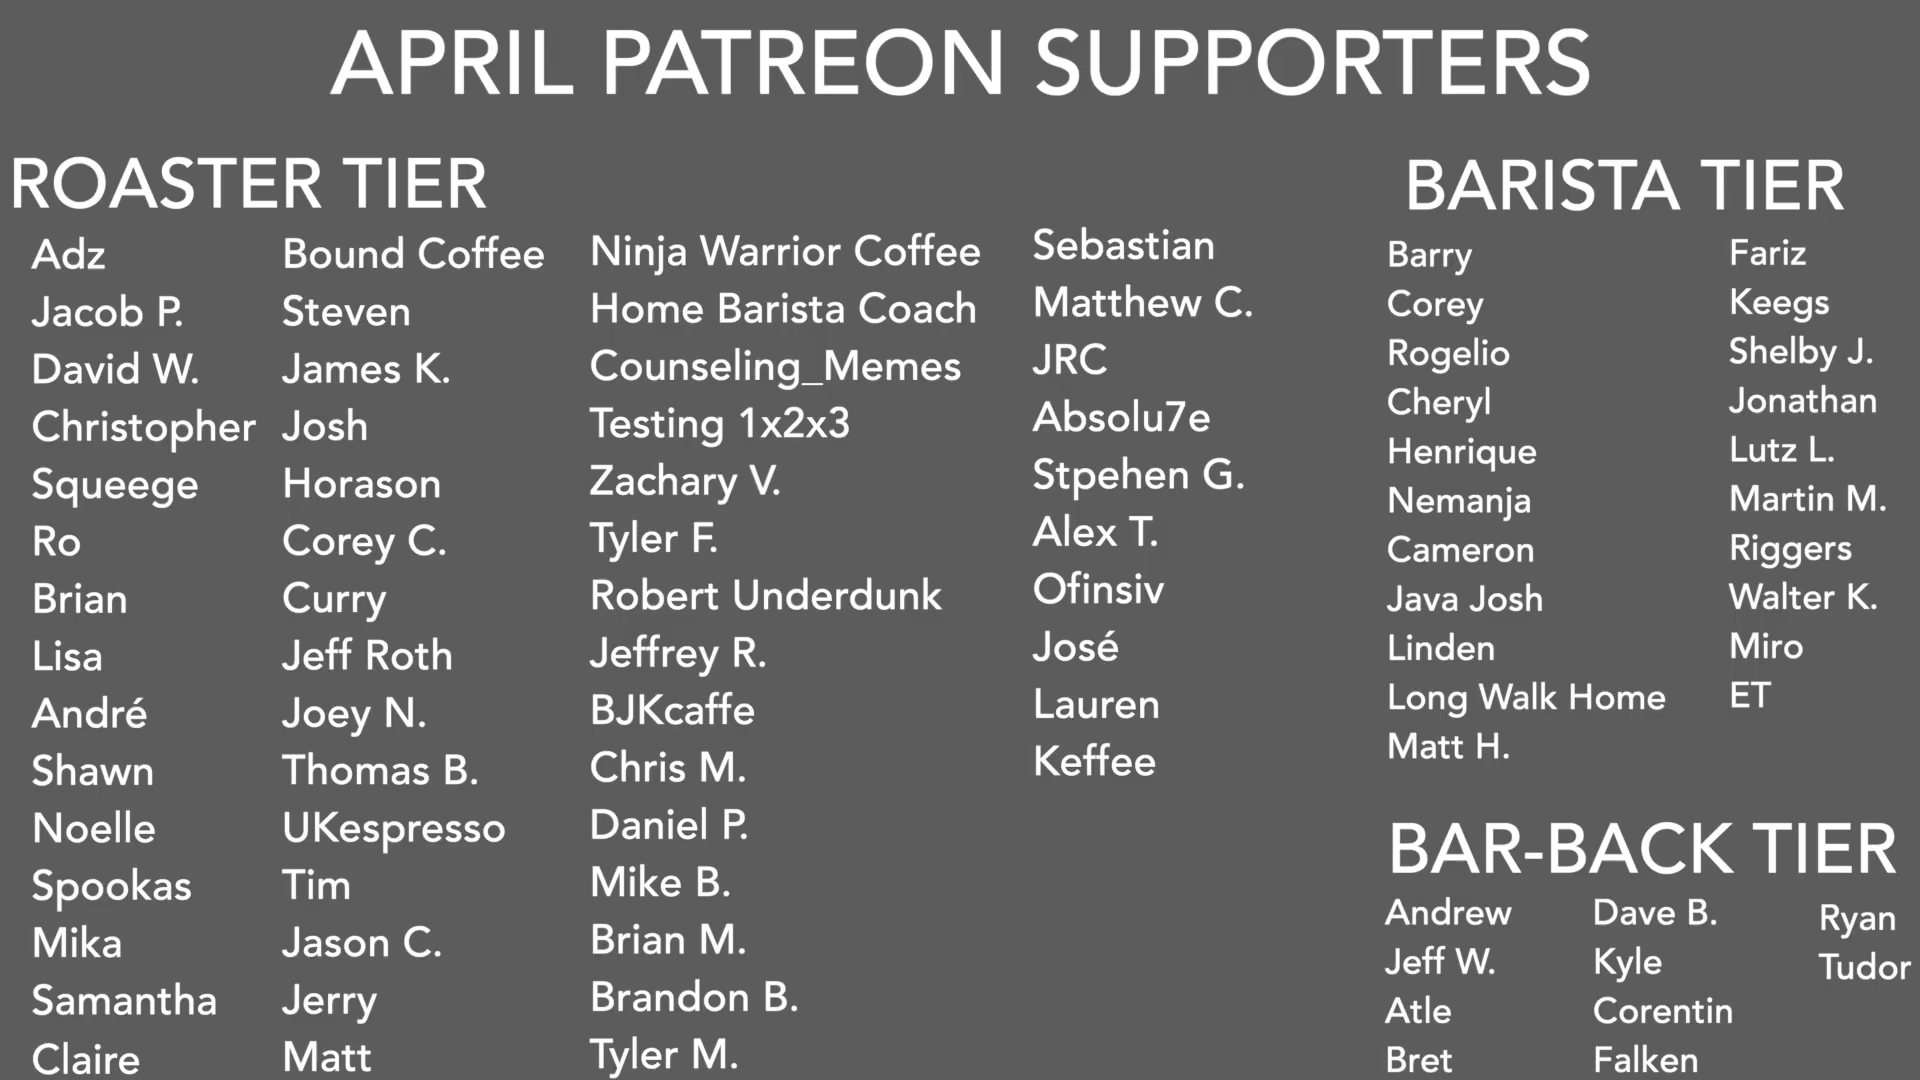 APRIL PATREON SUPPORTERS
ROASTER TIER
Adz
Jacob P.
David W.
Christopher
Squeege
Ro
Brian
Lisa
André
Shawn
Noelle
Spookas
Mika
Samantha
Claire
Bound Coffee
Steven
James K.
Josh
Horason
Corey C.
Curry
Jeff Roth
Joey N.
Thomas B.
UKespresso
Tim
Jason C.
Jerry
Matt
Ninja Warrior Coffee
Home Barista Coach
Counseling_Memes
Testing 1x2x3
Zachary V.
Tyler F.
Robert Underdunk
Jeffrey R.
BJKcaffe
Chris M.
Daniel P.
Mike B.
Brian M.
Brandon B.
Tyler M.
Sebastian
Matthew C.
JRC
Absolu7e
Stpehen G.
Alex T.
Ofinsiv
José
Lauren
Keffee
BARISTA TIER
Barry
Corey
Rogelio
Cheryl
Henrique
Nemanja
Cameron
Java Josh
Linden
Long Walk Home
Matt H.
Fariz
Keegs
Shelby J.
Jonathan
Lutz L.
Martin M.
Riggers
Walter K.
Miro
ET
BAR-BACK TIER
Andrew
Jeff W.
Atle
Bret
Dave B.
Kyle
Corentin
Falken
Ryan
Tudor